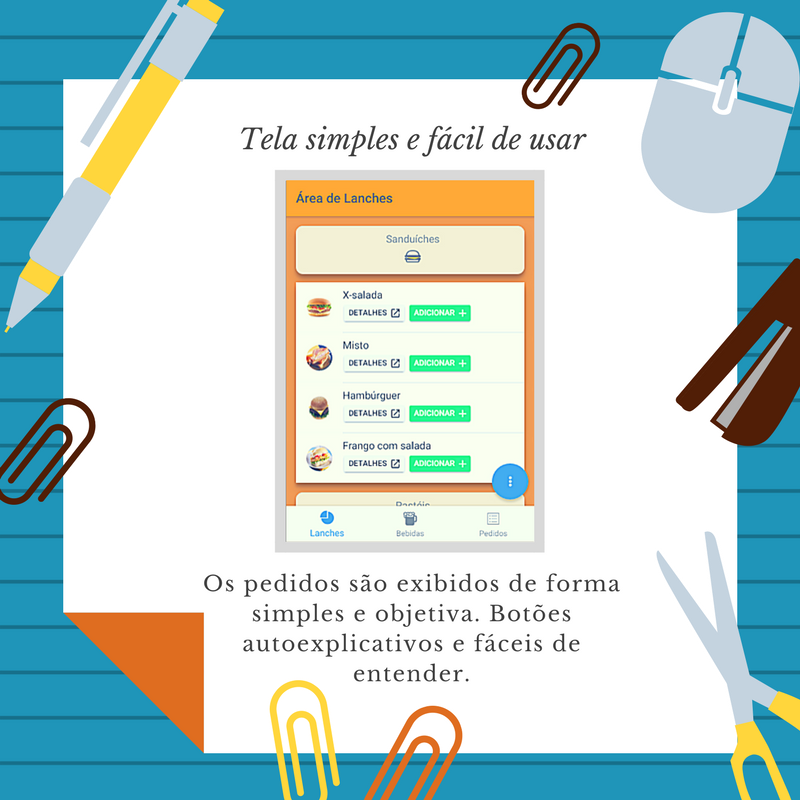 Tela simples e fácil de usar
Área de Lanches
Sanduíches
X-salada
DETALHES ADICIONAR
Misto
DETALHES ADICIONAR
Hambúrguer
DETALHES ADICIONAR
Frango com salada
DETALHES ADICIONAR
Pastéis
Lanches Bebidas Pedidos
Os pedidos são exibidos de forma
simples e objetiva. Botões
autoexplicativos e fáceis de
entender.